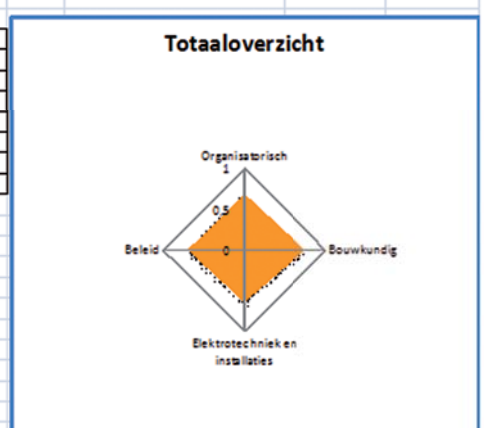 Totaaloverzicht
Organisatorisch
1
0.5
Beleid
0
Bouwkundig
Elektrotechniek en
installaties